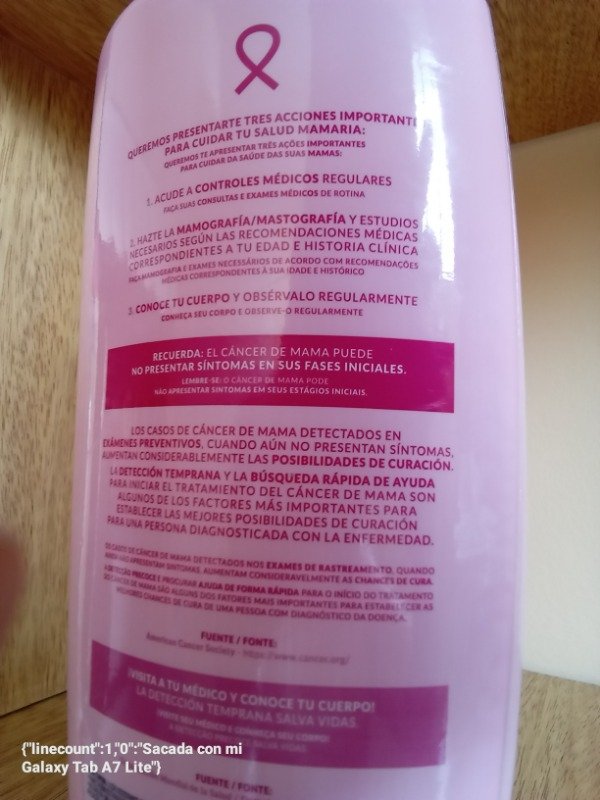 QUEREMOS PRESENTARTE TRES ACCIONES IMPORTANT
PARA CUIDAR TU SALUD MAMARIA:
QUEREMOS TE APRESENTAR TRÊS AÇÕES IMPORTANTES
PARA CUIDAR DA SAÚDE DAS SUAS MAMAS:
1. ACUDE A CONTROLES MÉDICOS REGULARES
FAÇA SUAS CONSULTAS E EXAMES MÉDICOS DE ROTINA
2. HAZTE LA MAMOGRAFÍA/MASTOGRAFÍA Y ESTUDIOS
NECESARIOS SEGÚN LAS RECOMENDACIONES MÉDICAS
CORRESPONDIENTES A TU EDAD E HISTORIA CLÍNICA
FAÇA MAMOGRAFIA E EXAMES NECESSÁRIOS DE ACORDO COM RECOMENDAÇÕES
MÉDICAS CORRESPONDENTES À SUA IDADE E HISTÓRICO
3. CONOCE TU CUERPO Y OBSÉRVALO REGULARMENTE
CONHEÇA SEU CORPO E OBSERVE-O REGULARMENTE
RECUERDA: EL CÁNCER DE MAMA PUEDE
NO PRESENTAR SÍNTOMAS EN SUS FASES INICIALES.
LEMBRE-SE: O CÂNCER DE MAMA PODE
NÃO APRESENTAR SINTOMAS EM SEUS ESTÁGIOS INICIAIS.
LOS CASOS DE CÁNCER DE MAMA DETECTADOS EN
EXÁMENES PREVENTIVOS, CUANDO AÚN NO PRESENTAN SÍNTOMAS,
AUMENTAN CONSIDERABLEMENTE LAS POSIBILIDADES DE CURACIÓN.
LA DETECCIÓN TEMPRANA Y LA BÚSQUEDA RÁPIDA DE AYUDA
PARA INICIAR EL TRATAMIENTO DEL CÁNCER DE MAMA SON
ALGUNOS DE LOS FACTORES MÁS IMPORTANTES PARA
ESTABLECER LAS MEJORES POSIBILIDADES DE CURACIÓN
PARA UNA PERSONA DIAGNOSTICADA CON LA ENFERMEDAD.
OS CASOS DE CÂNCER DE MAMA DETECTADOS NOS EXAMES DE RASTREAMENTO, QUANDO
AINDA NÃO APRESENTAM SINTOMAS, AUMENTAM CONSIDERAVELMENTE AS CHANCES DE CURA.
A DETECÇÃO PRECOCE E PROCURAR AJUDA DE FORMA RÁPIDA PARA O INÍCIO DO TRATAMENTO
DO CÂNCER DE MAMA SÃO ALGUNS DOS FATORES MAIS IMPORTANTES PARA ESTABELECER AS
MELHORES CHANCES DE CURA DE UMA PESSOA COM DIAGNÓSTICO DA DOENÇA.
FUENTE / FONTE:
American Cancer Society - https://www.cancer.org/
¡VISITA A TU MÉDICO Y CONOCE TU CUERPO!
LA DETECCIÓN TEMPRANA SALVA VIDAS.
¡VISITE SEU MÉDICO E CONHEÇA SEU CORPO!
A DETECÇÃO PRECOCE SALVA VIDAS.
FUENTE / FONTE:
Mundial de la Salud /
{"linecount":1,"0":"Sacada con mi
Galaxy Tab A7 Lite"}